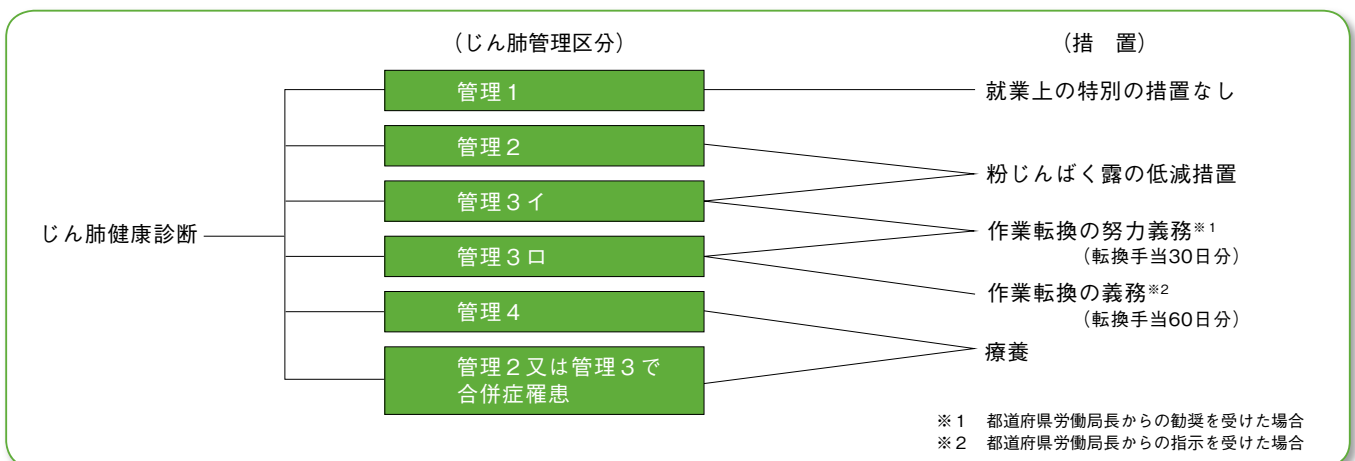 (じん肺管理区分)
(措　置)
じん肺健康診断
管理1
管理2
管理3イ
管理3ロ
管理4
管理2又は管理3で
合併症罹患
就業上の特別の措置なし
粉じんばく露の低減措置
作業転換の努力義務※1
(転換手当30日分)
作業転換の義務※2
(転換手当60日分)
療養
※1　都道府県労働局長からの勧奨を受けた場合
※2　都道府県労働局長からの指示を受けた場合